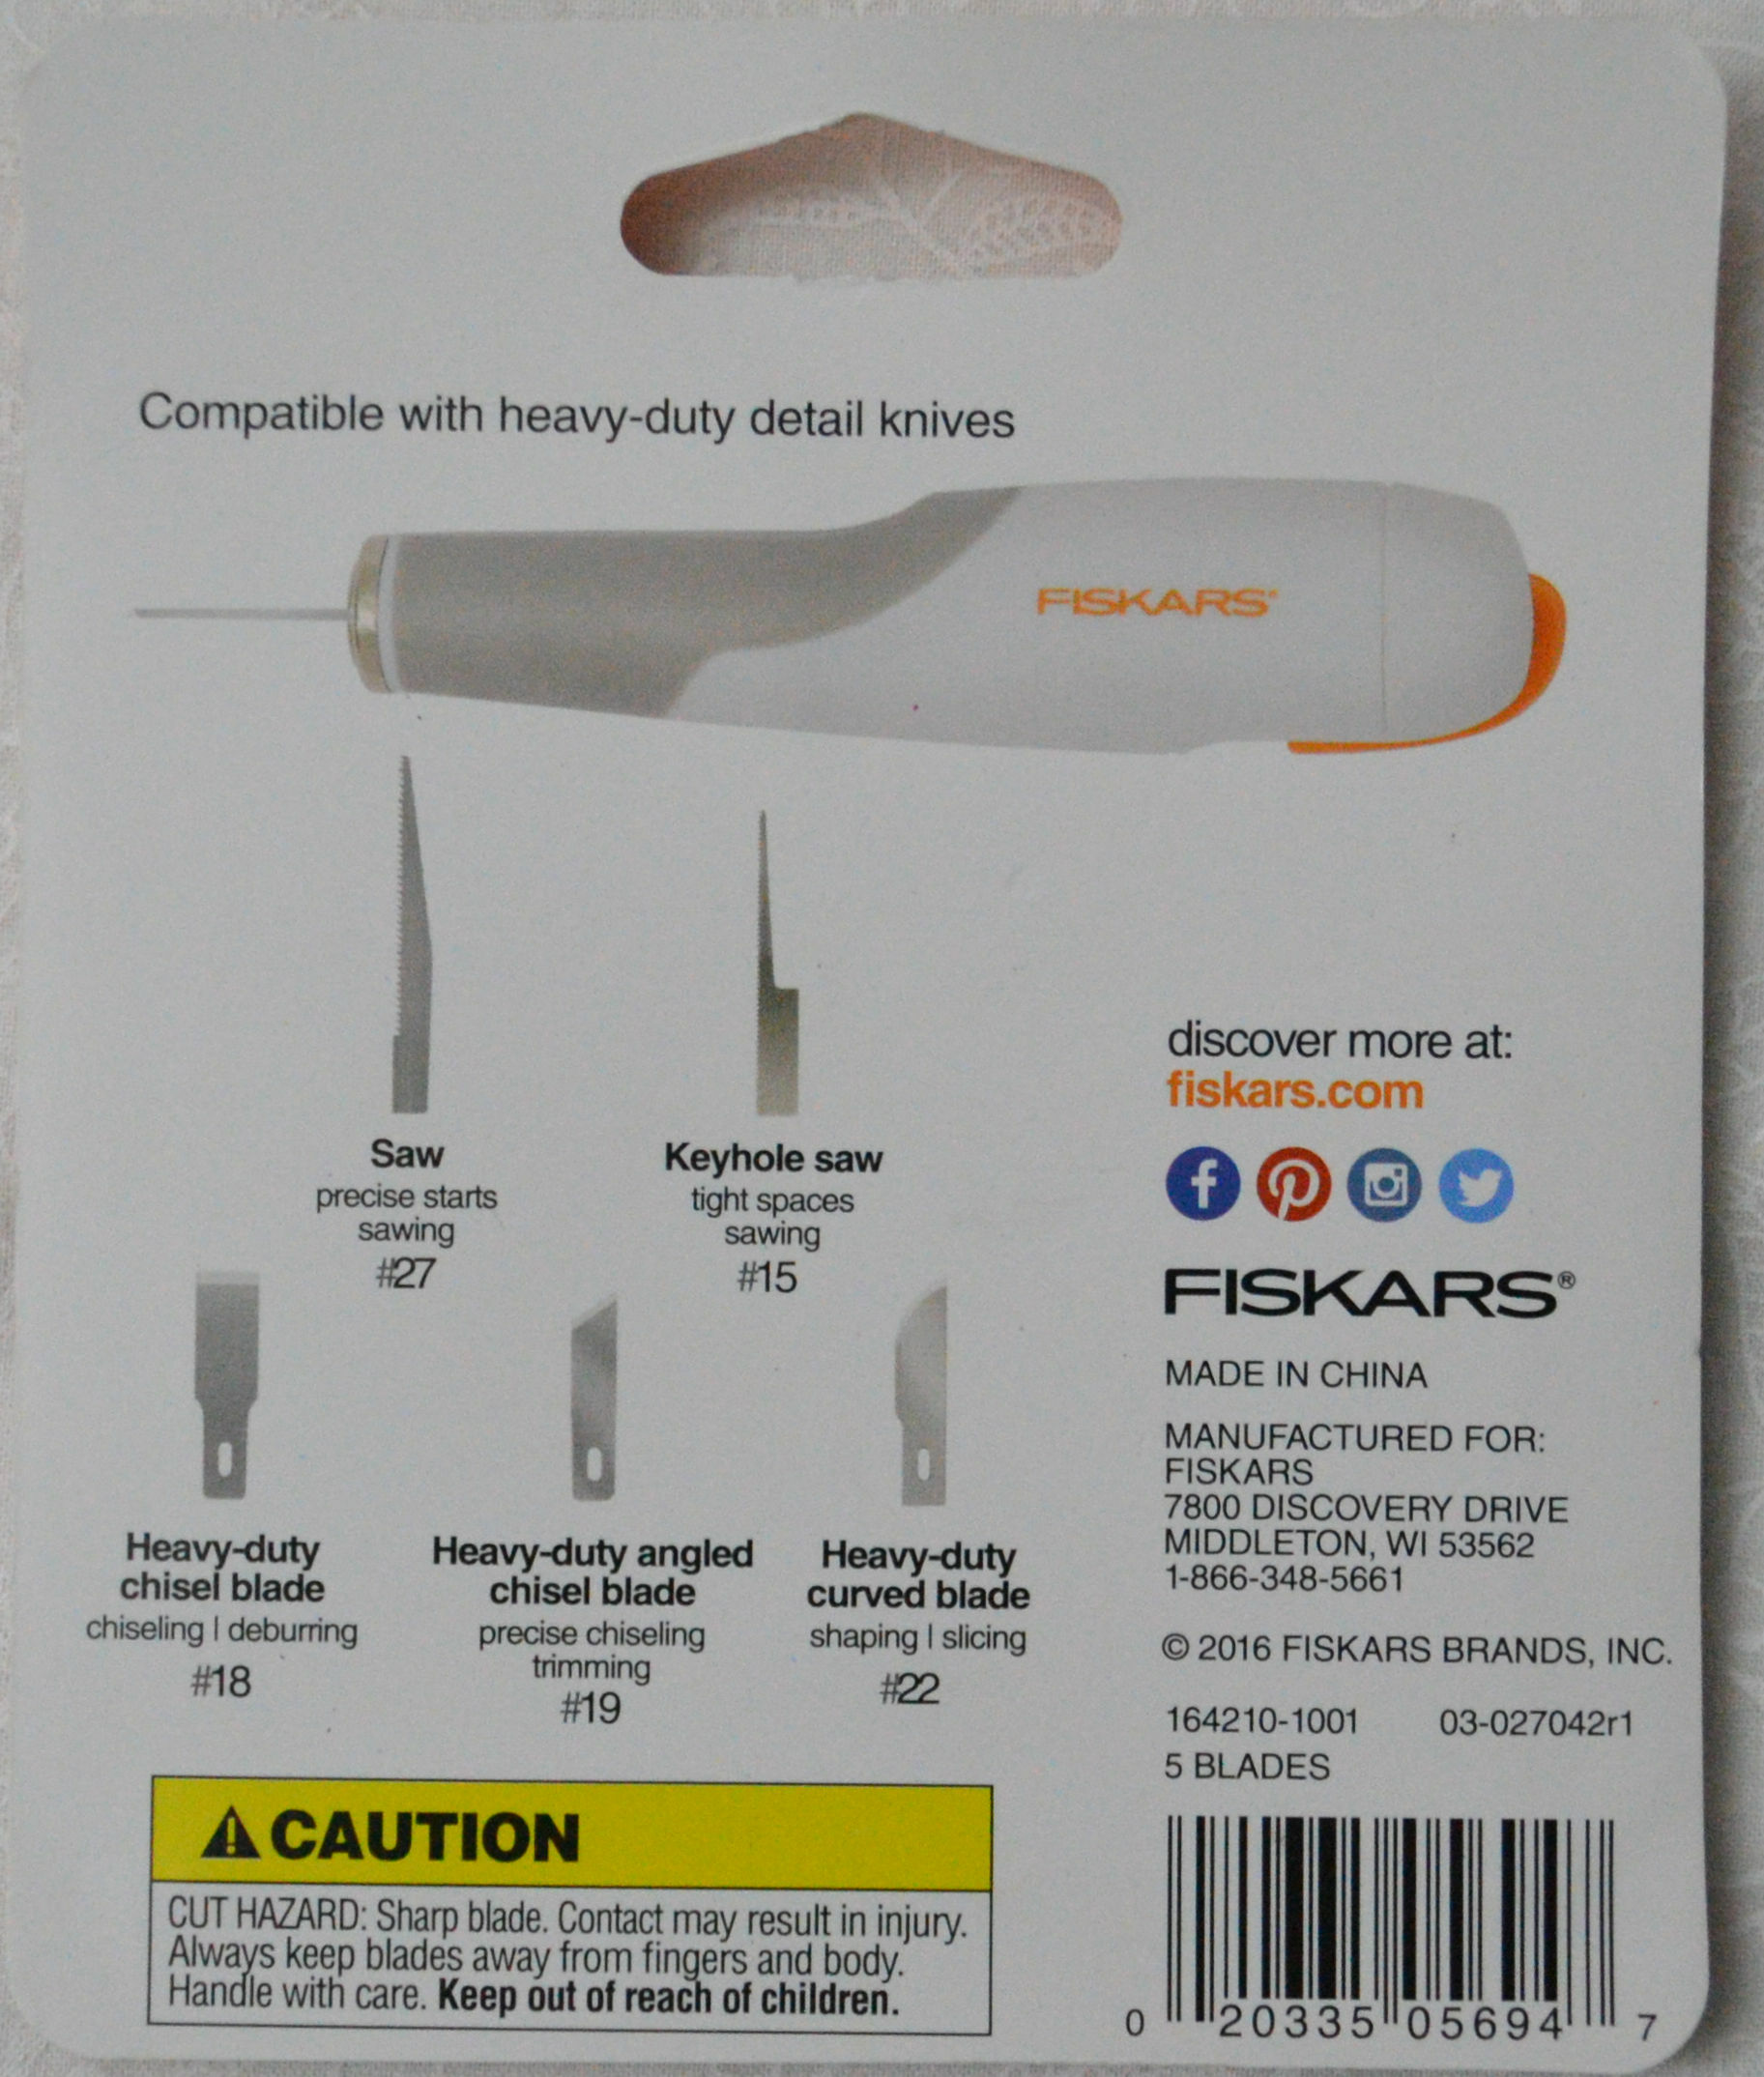 Compatible with heavy-duty detail knives
FISKARS®
Saw
precise starts
sawing
#27
Keyhole saw
tight spaces
sawing
#15
Heavy-duty
chisel blade
chiseling | deburring
#18
Heavy-duty angled
chisel blade
precise chiseling
trimming
#19
Heavy-duty
curved blade
shaping | slicing
#22
discover more at:
fiskars.com
FISKARS®
MADE IN CHINA
MANUFACTURED FOR:
FISKARS
7800 DISCOVERY DRIVE
MIDDLETON, WI 53562
1-866-348-5661
© 2016 FISKARS BRANDS, INC.
164210-1001 03-027042r1
5 BLADES
0 20335 05694 7
CAUTION
CUT HAZARD: Sharp blade. Contact may result in injury.
Always keep blades away from fingers and body.
Handle with care. Keep out of reach of children.